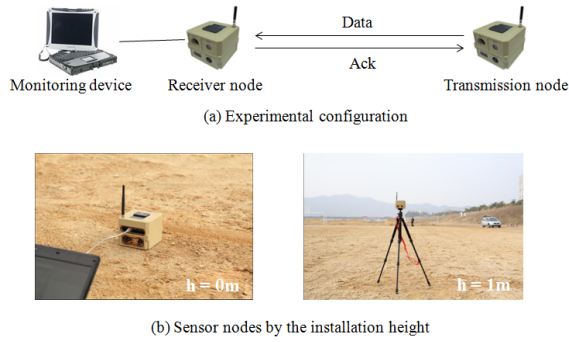 Data
Ack
Monitoring device
Receiver node
Transmission node
(a) Experimental configuration
h = 0m
h = 1m
(b) Sensor nodes by the installation height